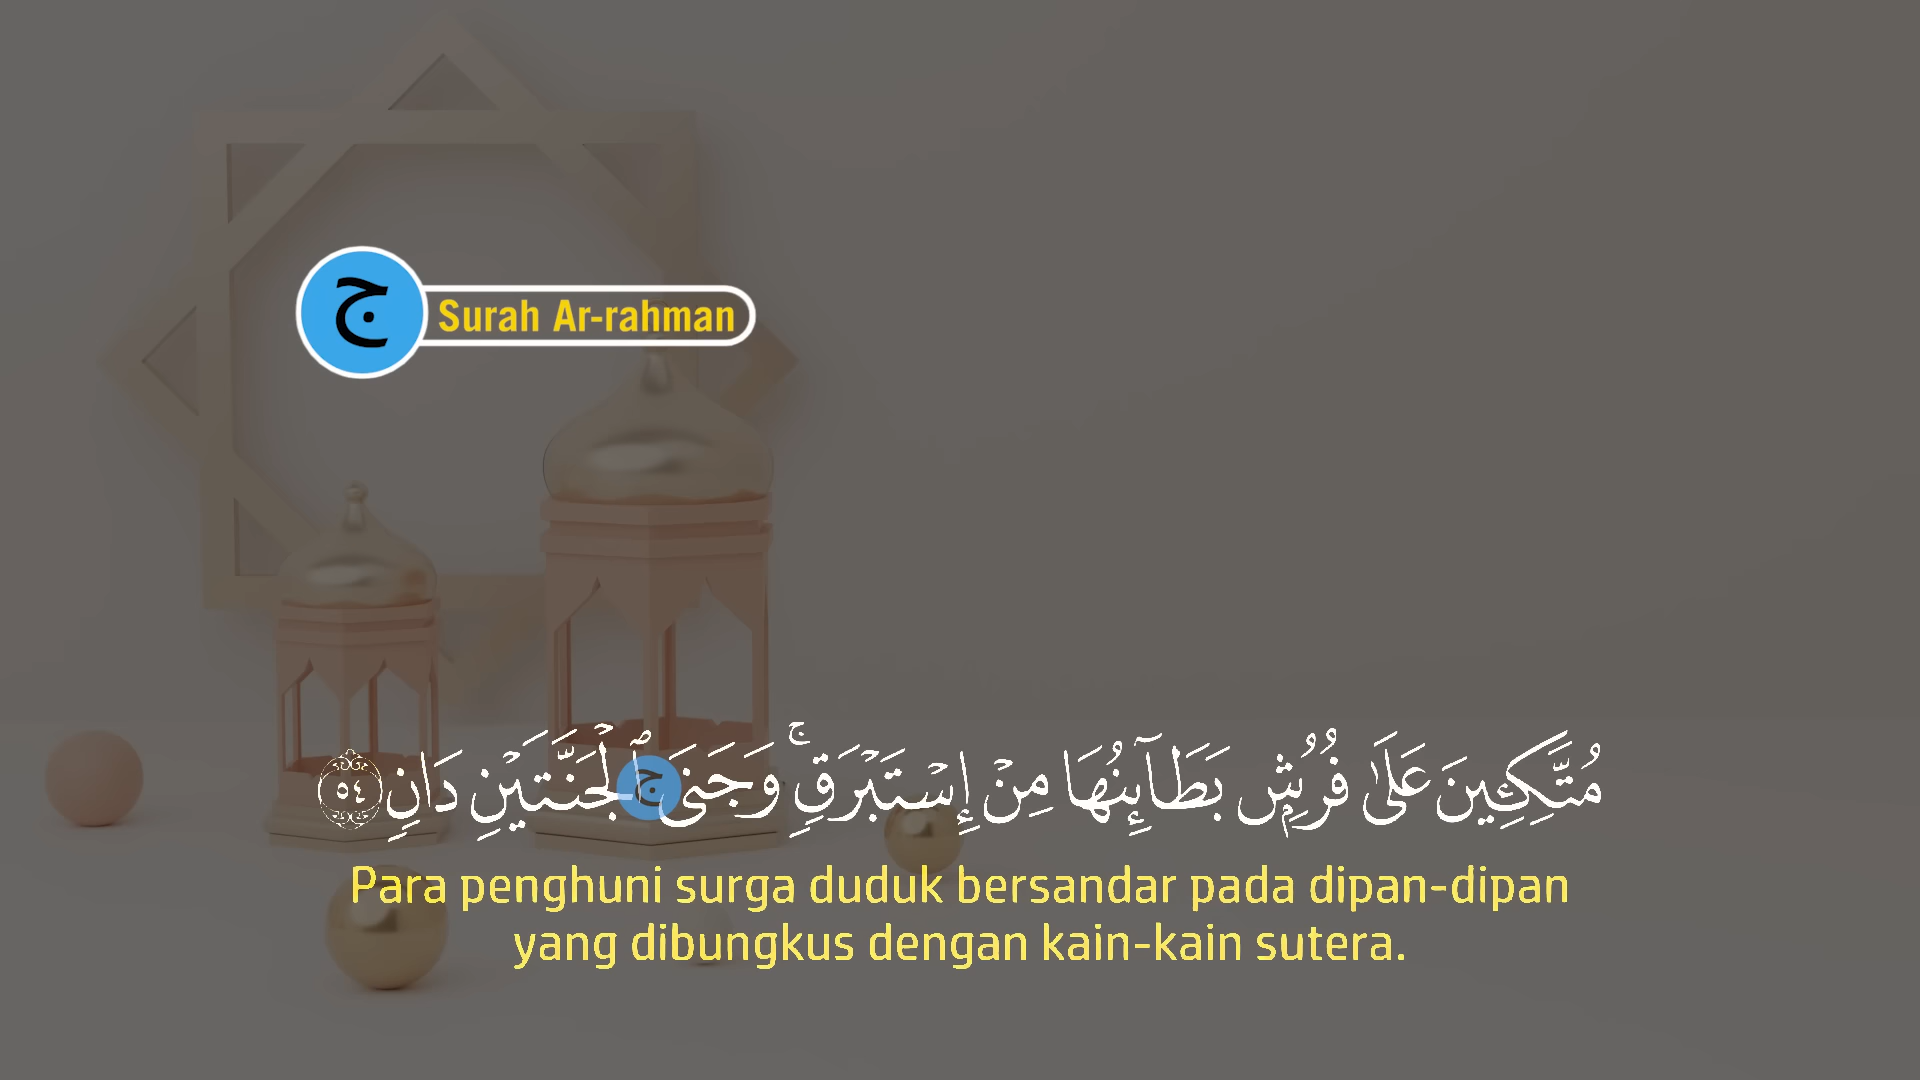 ج
Surah Ar-rahman
مُتَّكِـِٔينَ عَلَىٰ فُرُشٍۭ بَطَآئِنُهَا مِنْ إِسْتَبْرَقٍۚ وَجَنَى ٱلْجَنَّتَيْنِ دَانٍ ٥٤
ج
Para penghuni surga duduk bersandar pada dipan-dipan
yang dibungkus dengan kain-kain sutera.